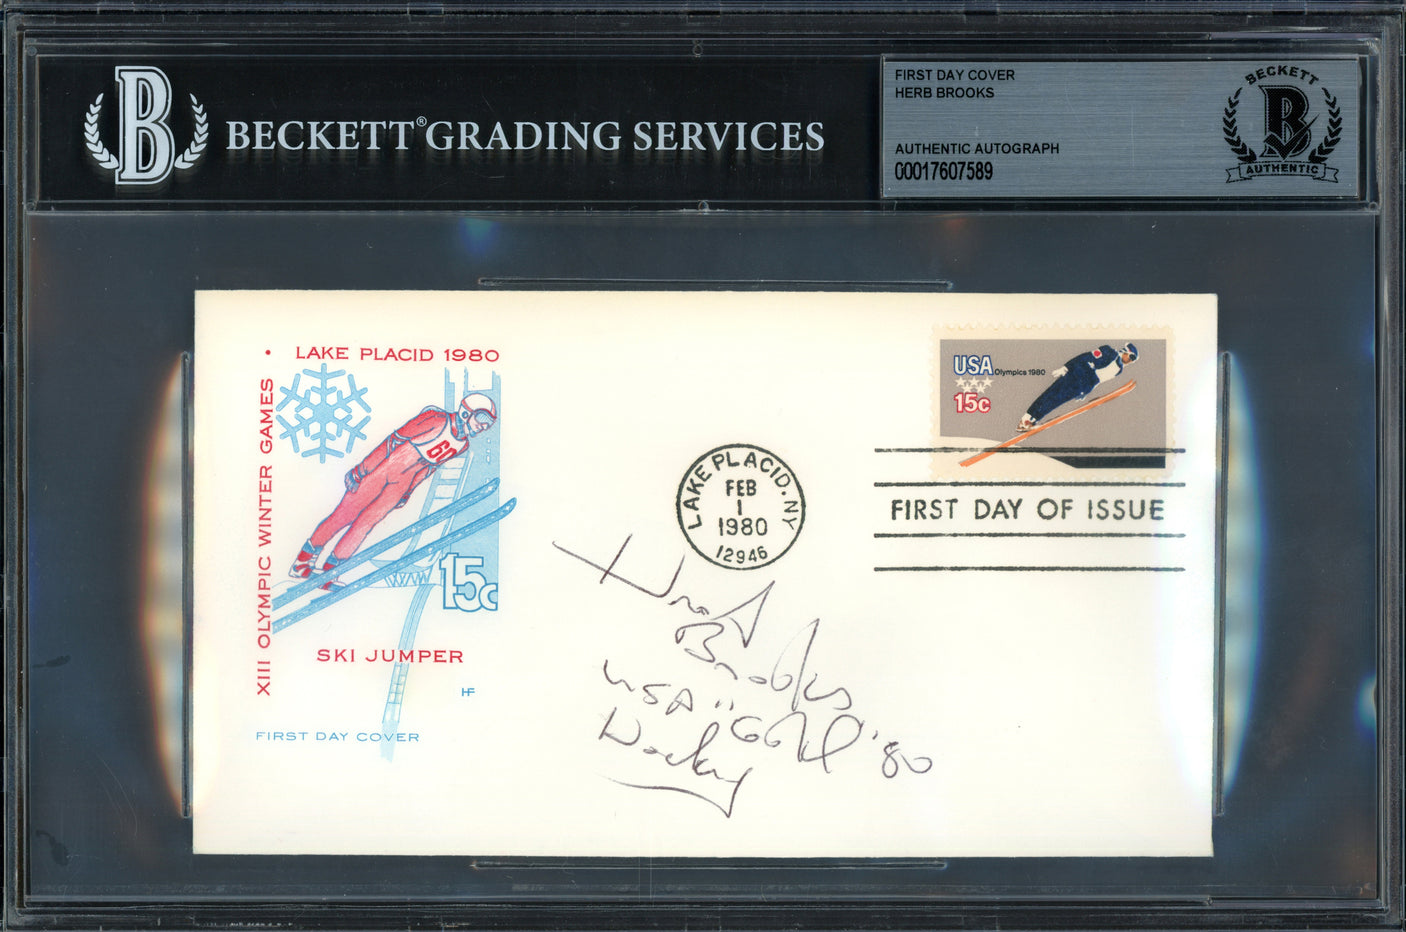 B
BECKETT® GRADING SERVICES
FIRST DAY COVER
HERB BROOKS
AUTHENTIC AUTOGRAPH
00017607589
BECKETT
B
AUTHENTIC
• LAKE PLACID 1980
XIII OLYMPIC WINTER GAMES
60
15c
SKI JUMPER
HF
FIRST DAY COVER
USA Olympics 1980
15c
LAKE PLACID, NY
FEB
1
1980
12946
FIRST DAY OF ISSUE
Herb
Brooks
USA "Gold '80
Hockey